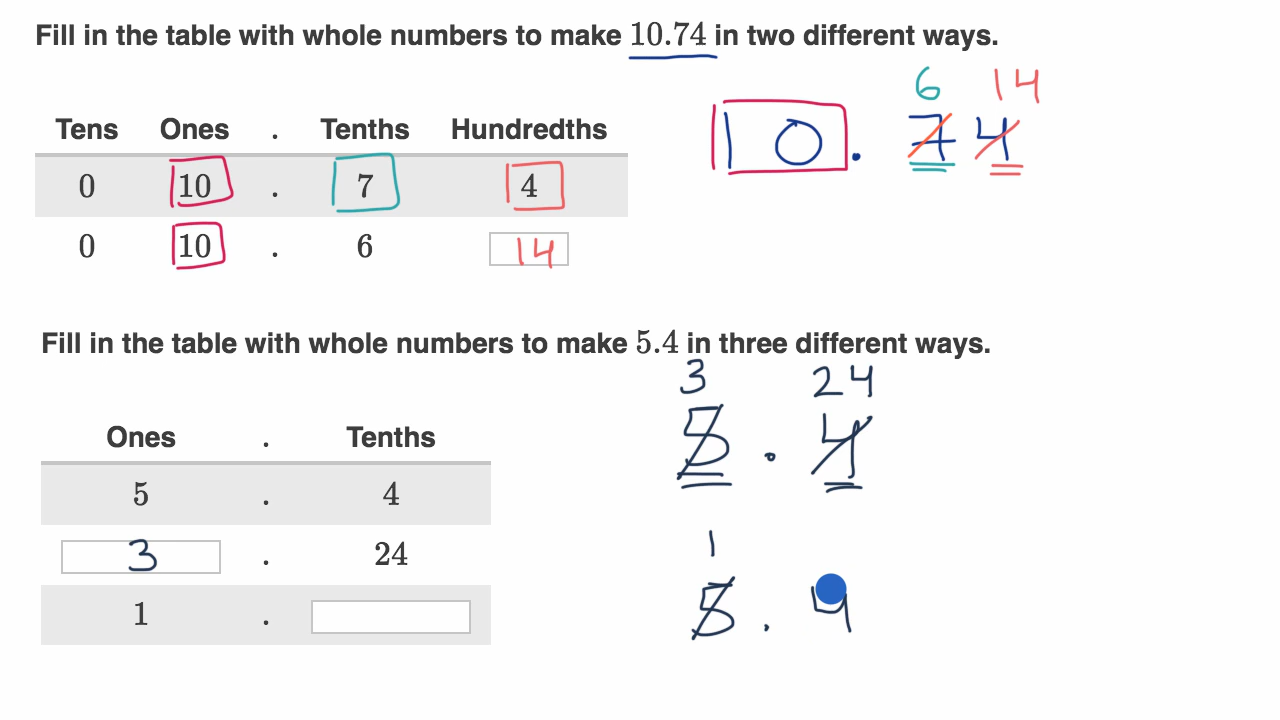 Fill in the table with whole numbers to make 10.74 in two different ways.
6 14
10.74
Tens Ones . Tenths Hundredths
0 10 . 7 4
0 10 . 6 14
Fill in the table with whole numbers to make 5.4 in three different ways.
3 24
5.4
Ones . Tenths
5 . 4
3 . 24
1 .
1
5.4